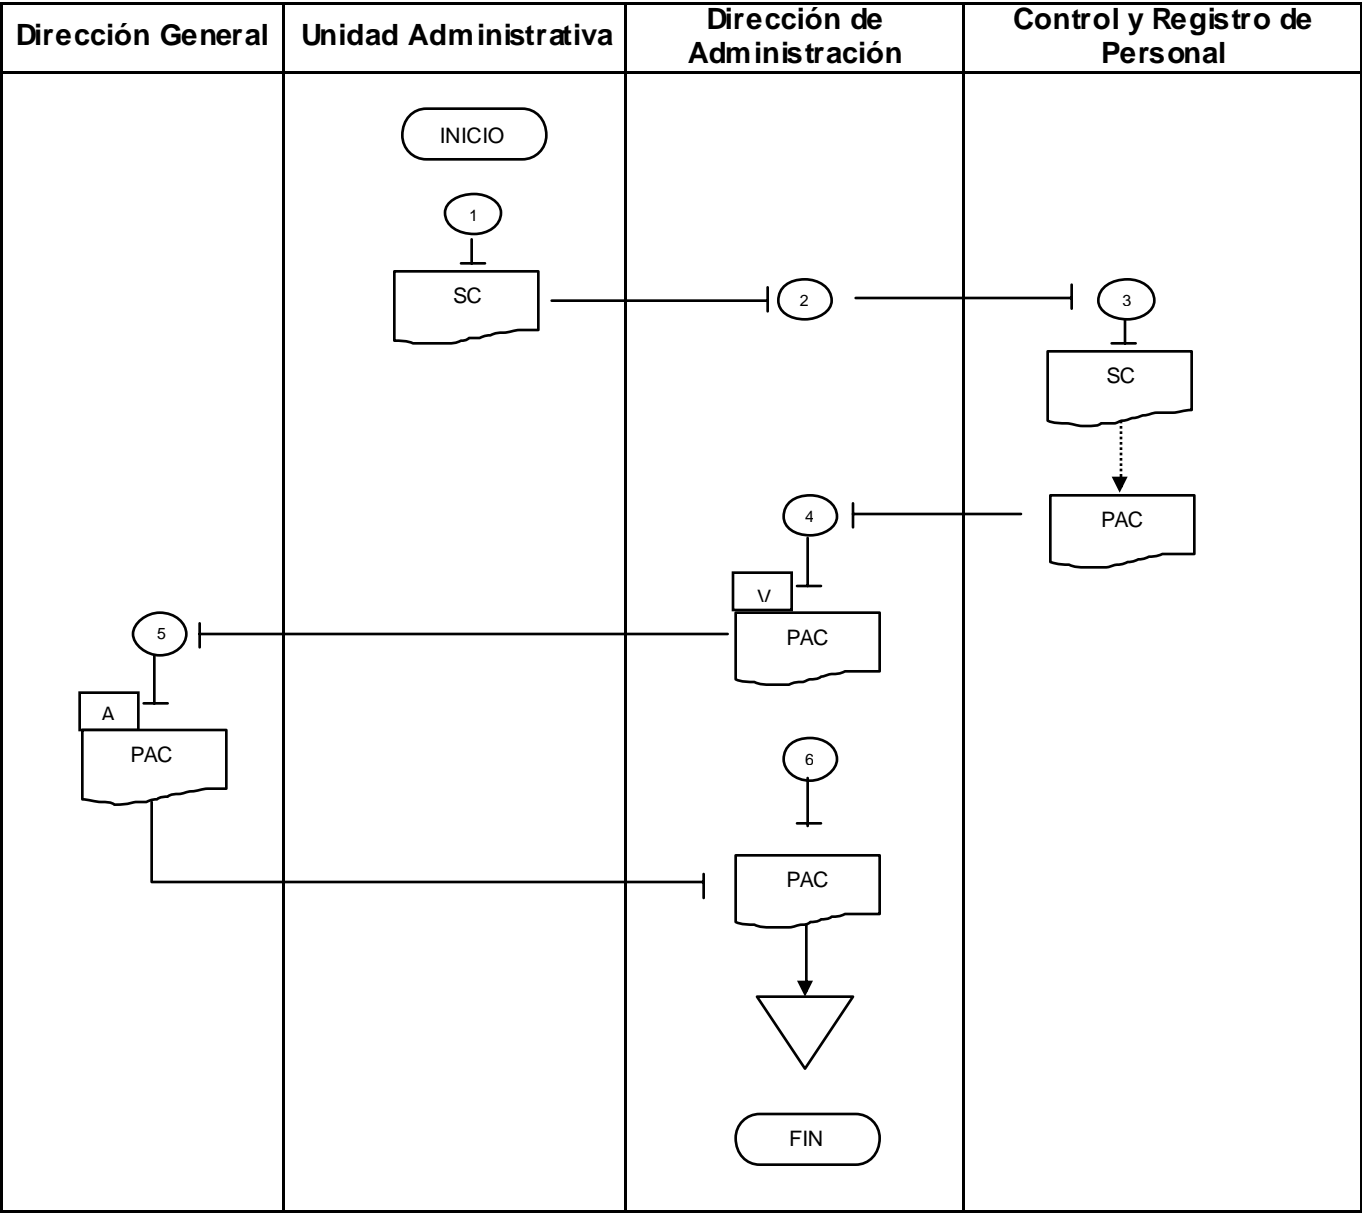 Dirección General
Unidad Administrativa
Dirección de
Administración
Control y Registro de
Personal
INICIO
1
SC
2
3
SC
PAC
4
V
PAC
5
A
PAC
6
PAC
FIN